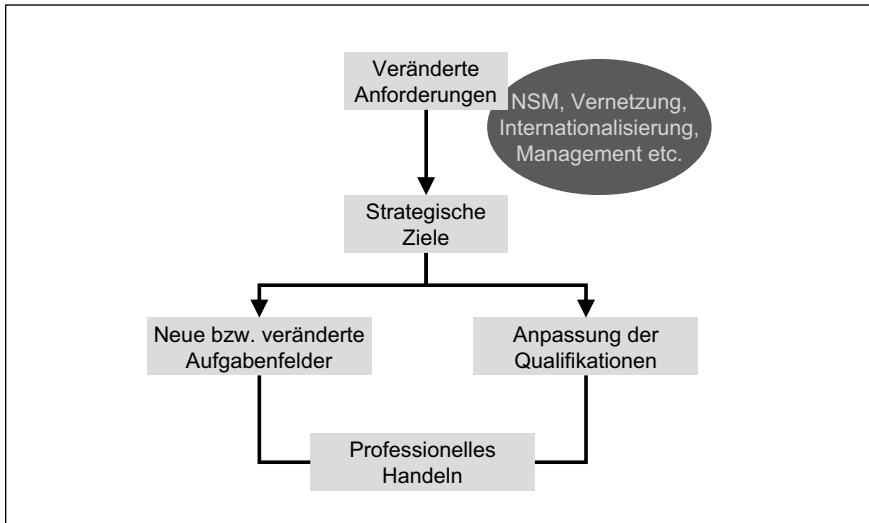 Veränderte
Anforderungen
NSM, Vernetzung,
Internationalisierung,
Management etc.
Strategische
Ziele
Neue bzw. veränderte
Aufgabenfelder
Anpassung der
Qualifikationen
Professionelles
Handeln